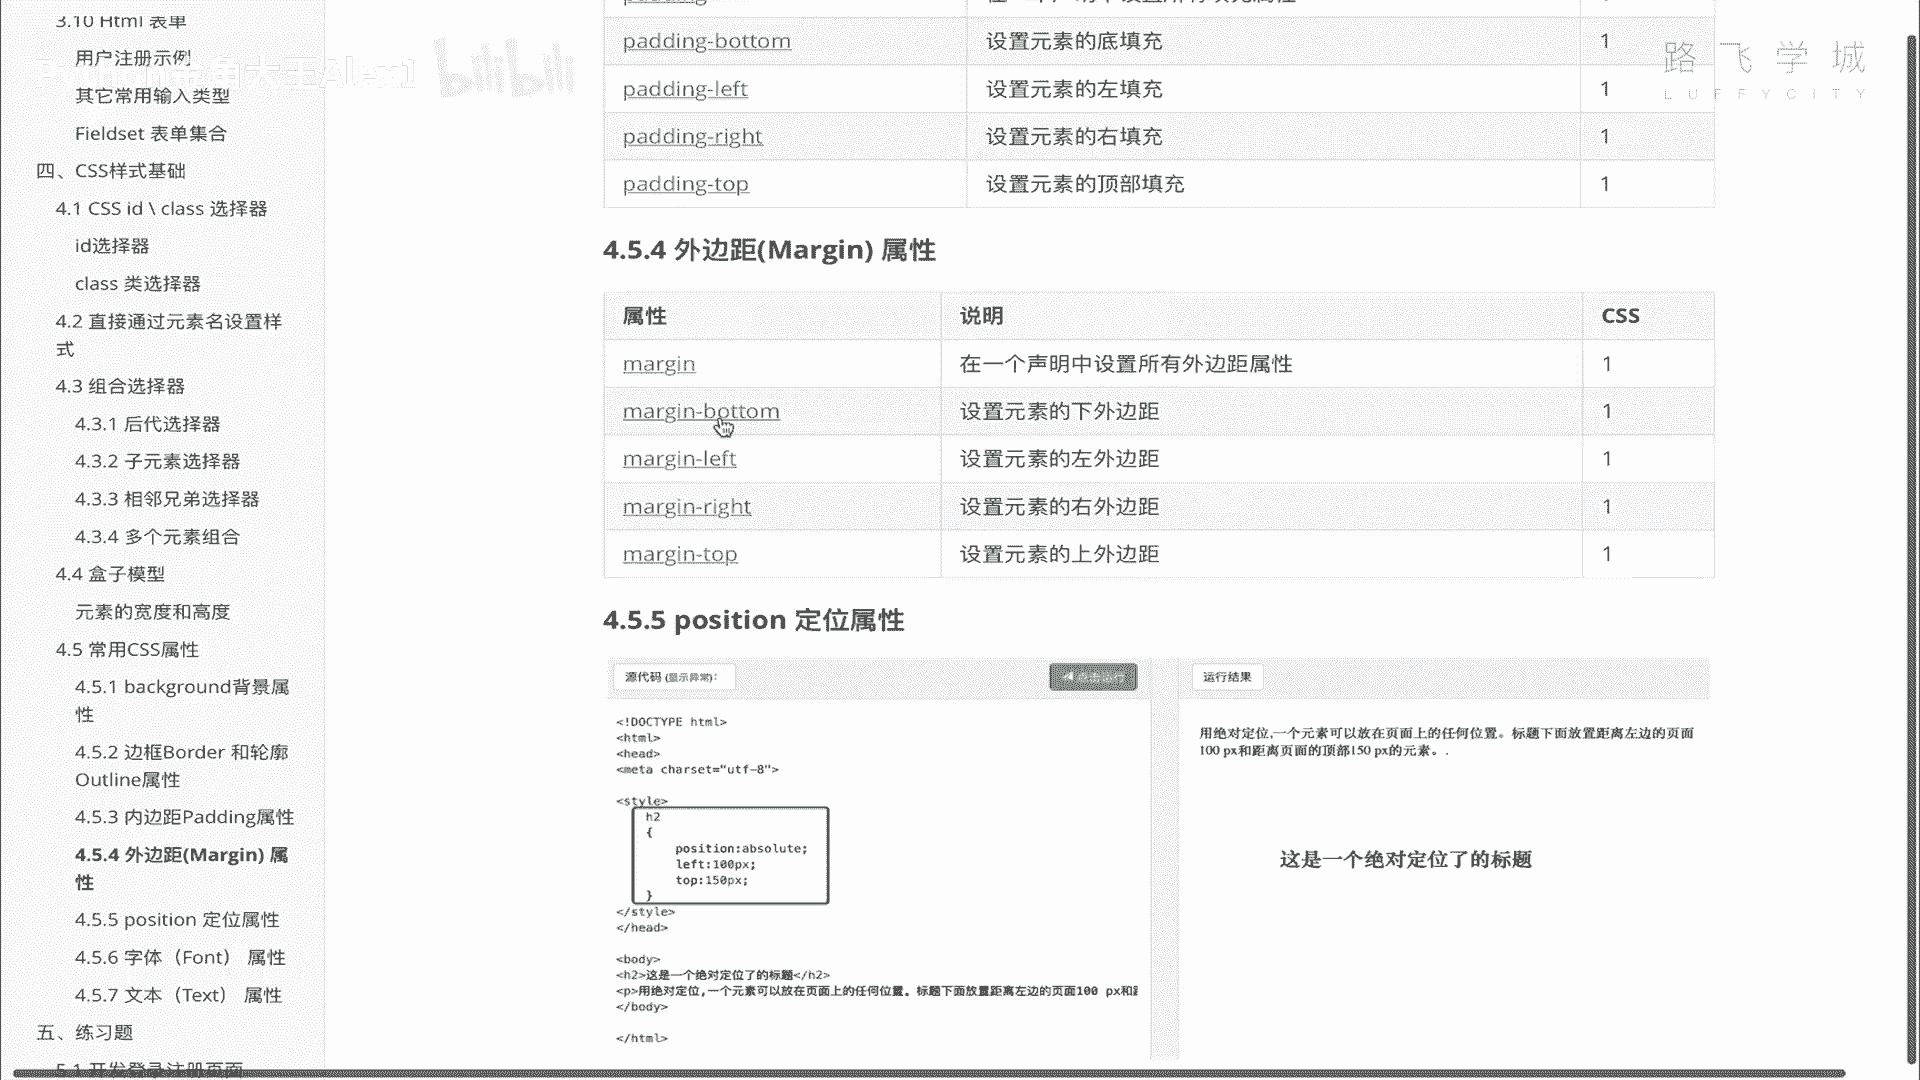 3.10 Html 表单
用户注册示例
其它常用输入类型
Fieldset 表单集合
四、CSS样式基础
4.1 CSS id \ class 选择器
id选择器
class 类选择器
4.2 直接通过元素名设置样
式
4.3 组合选择器
4.3.1 后代选择器
4.3.2 子元素选择器
4.3.3 相邻兄弟选择器
4.3.4 多个元素组合
4.4 盒子模型
元素的宽度和高度
4.5 常用CSS属性
4.5.1 background背景属
性
4.5.2 边框Border 和轮廓
Outline属性
4.5.3 内边距Padding属性
4.5.4 外边距(Margin) 属
性
4.5.5 position 定位属性
4.5.6 字体（Font） 属性
4.5.7 文本（Text） 属性
五、练习题
5.1 开发登录注册页面
bilibili
路飞学城
LUFFYCITY
padding-bottom 设置元素的底填充 1
padding-left 设置元素的左填充 1
padding-right 设置元素的右填充 1
padding-top 设置元素的顶部填充 1
4.5.4 外边距(Margin) 属性
属性 说明 CSS
margin 在一个声明中设置所有外边距属性 1
margin-bottom 设置元素的下外边距 1
margin-left 设置元素的左外边距 1
margin-right 设置元素的右外边距 1
margin-top 设置元素的上外边距 1
4.5.5 position 定位属性
源代码 (显示异常)：
点击运行
<!DOCTYPE html>
<html>
<head>
<meta charset="utf-8">
<style>
h2
{
position:absolute;
left:100px;
top:150px;
}
</style>
</head>
<body>
<h2>这是一个绝对定位了的标题</h2>
<p>用绝对定位,一个元素可以放在页面上的任何位置。标题下面放置距离左边的页面100 px和
</body>
</html>
运行结果
用绝对定位,一个元素可以放在页面上的任何位置。标题下面放置距离左边的页面
100 px和距离页面的顶部150 px的元素。.
这是一个绝对定位了的标题